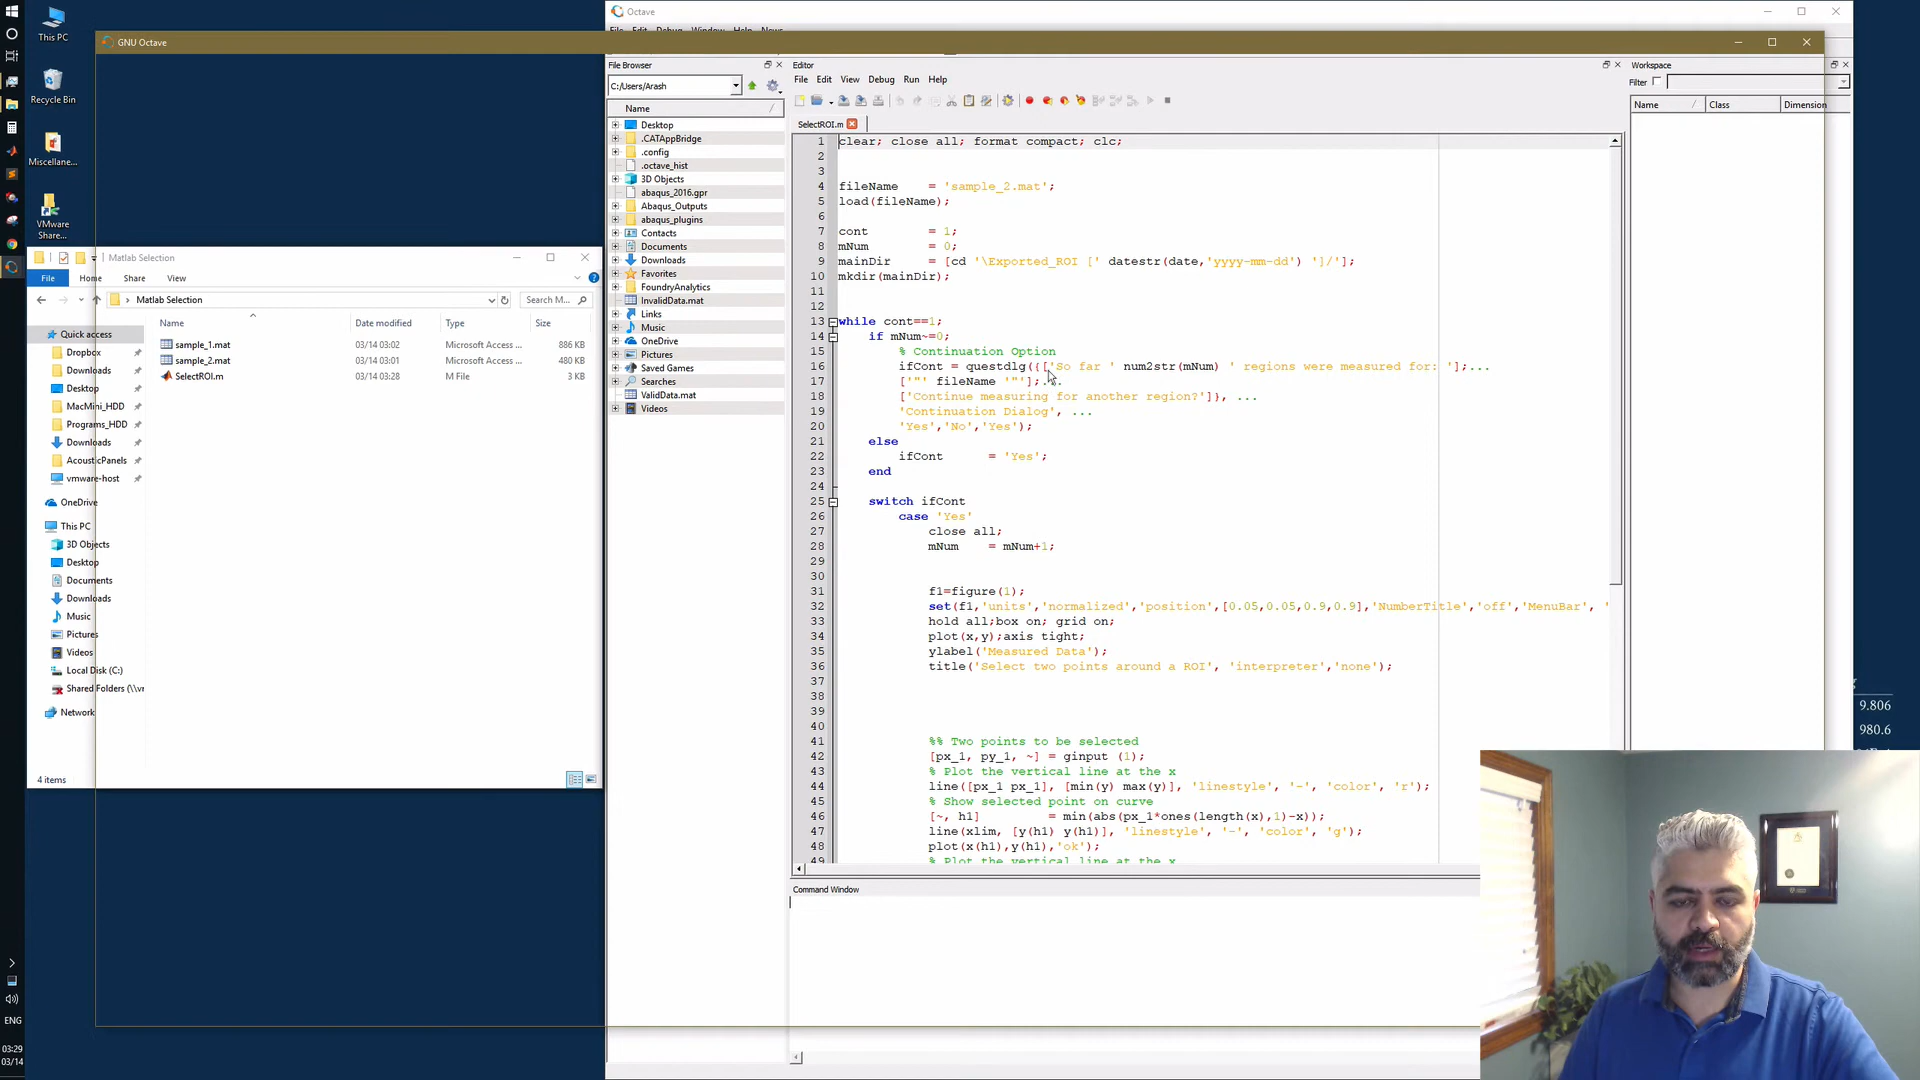 This PC
Recycle Bin
Miscellane...
VMware
Share...
ENG
03:29
03/14
Octave
GNU Octave
Matlab Selection
File Home Share View
Matlab Selection
Search M...
Quick access
Dropbox
Downloads
Desktop
MacMini_HDD
Programs_HDD
Downloads
AcousticPanels
vmware-host
OneDrive
This PC
3D Objects
Desktop
Documents
Downloads
Music
Pictures
Videos
Local Disk (C:)
Shared Folders (\\vr
Network
Name Date modified Type Size
sample_1.mat 03/14 03:02 Microsoft Access ... 886 KB
sample_2.mat 03/14 03:01 Microsoft Access ... 480 KB
SelectROI.m 03/14 03:28 M File 3 KB
4 items
File Browser
C:/Users/Arash
Name
Desktop
.CATAppBridge
.config
.octave_hist
3D Objects
abaqus_2016.gpr
Abaqus_Outputs
abaqus_plugins
Contacts
Documents
Downloads
Favorites
FoundryAnalytics
InvalidData.mat
Links
Music
OneDrive
Pictures
Saved Games
Searches
ValidData.mat
Videos
Editor
File Edit View Debug Run Help
SelectROI.m
1 clear; close all; format compact; clc;
2
3
4 fileName = 'sample_2.mat';
5 load(fileName);
6
7 cont = 1;
8 mNum = 0;
9 mainDir = [cd '\Exported_ROI [' datestr(date,'yyyy-mm-dd') ']/'];
10 mkdir(mainDir);
11
12
13 while cont==1;
14 if mNum~=0;
15 % Continuation Option
16 ifCont = questdlg({['So far ' num2str(mNum) ' regions were measured for: '];...
17 ['"' fileName '"'];...
18 ['Continue measuring for another region?']}, ...
19 'Continuation Dialog', ...
20 'Yes','No','Yes');
21 else
22 ifCont = 'Yes';
23 end
24
25 switch ifCont
26 case 'Yes'
27 close all;
28 mNum = mNum+1;
29
30
31 f1=figure(1);
32 set(f1,'units','normalized','position',[0.05,0.05,0.9,0.9],'NumberTitle','off','MenuBar', '
33 hold all;box on; grid on;
34 plot(x,y);axis tight;
35 ylabel('Measured Data');
36 title('Select two points around a ROI', 'interpreter','none');
37
38
39
40
41 %% Two points to be selected
42 [px_1, py_1, ~] = ginput (1);
43 % Plot the vertical line at the x
44 line([px_1 px_1], [min(y) max(y)], 'linestyle', '-', 'color', 'r');
45 % Show selected point on curve
46 [~, h1] = min(abs(px_1*ones(length(x),1)-x));
47 line(xlim, [y(h1) y(h1)], 'linestyle', '-', 'color', 'g');
48 plot(x(h1),y(h1),'ok');
49 % Plot the vertical line at the x
Command Window
Workspace
Filter
Name Class Dimension
9.806
980.6